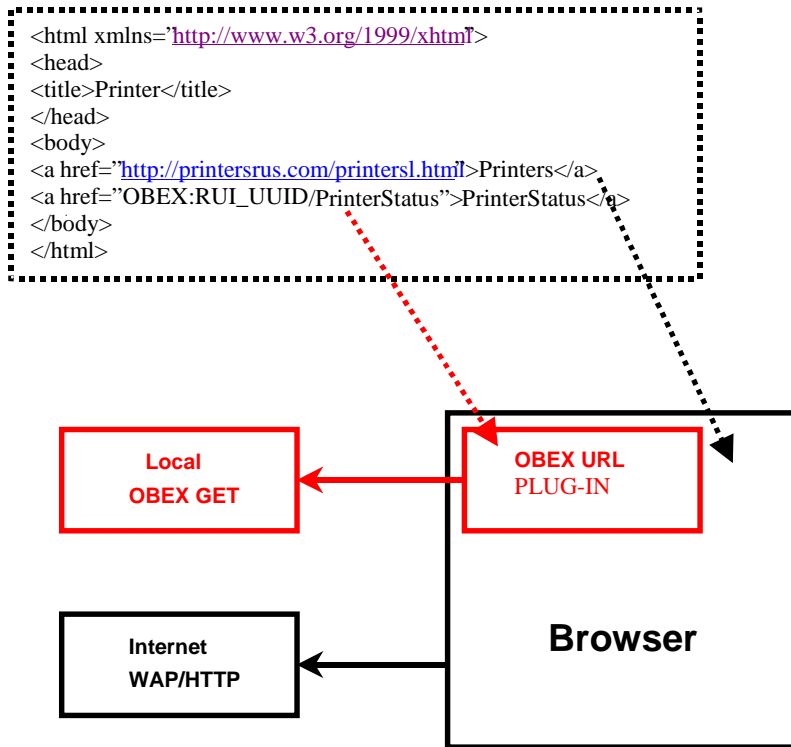 <html xmlns=”http://www.w3.org/1999/xhtml”>
<head>
<title>Printer</title>
</head>
<body>
<a href=”http://printersrus.com/printersl.html”>Printers</a>
<a href=”OBEX:RUI_UUID/PrinterStatus”>PrinterStatus</a>
</body>
</html>
Local
OBEX GET
OBEX URL
PLUG-IN
Internet
WAP/HTTP
Browser